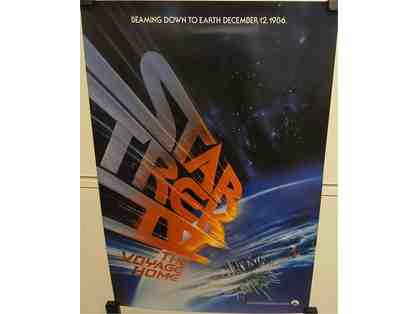 BEAMING DOWN TO EARTH DECEMBER 12, 1986.
STAR
TREK
IV
THE
VOYAGE
HOME